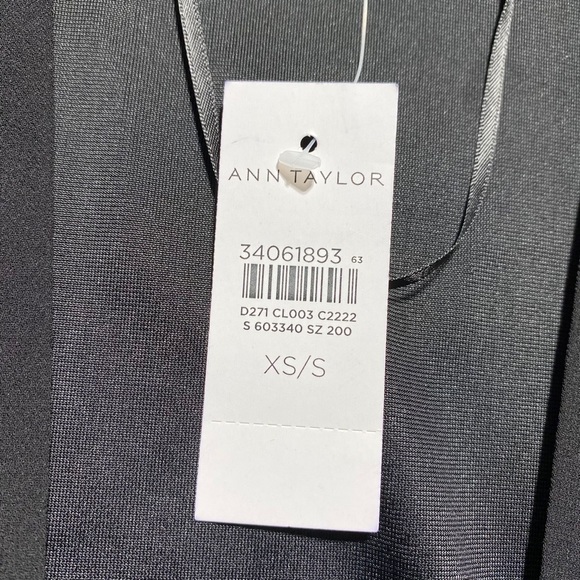 ANN TAYLOR
34061893 63
D271 CL003 C2222
S 603340 SZ 200
XS/S